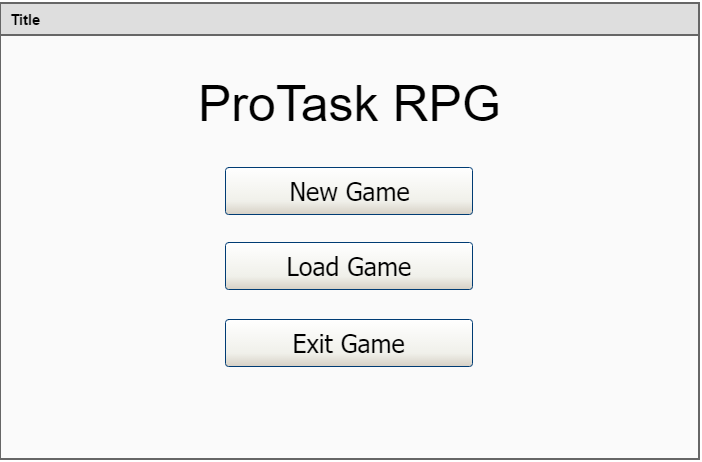 Title
ProTask RPG
New Game
Load Game
Exit Game